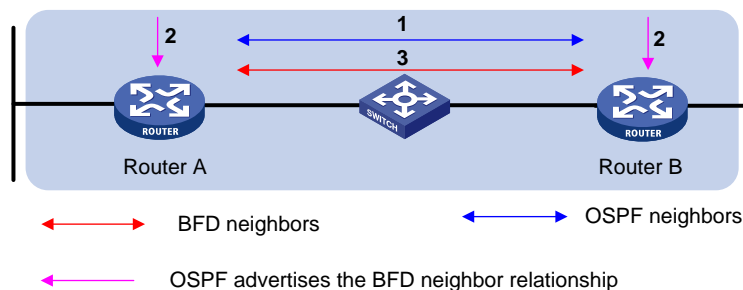 1
2
2
3
ROUTER
SWITCH
ROUTER
Router A
Router B
BFD neighbors
OSPF neighbors
OSPF advertises the BFD neighbor relationship